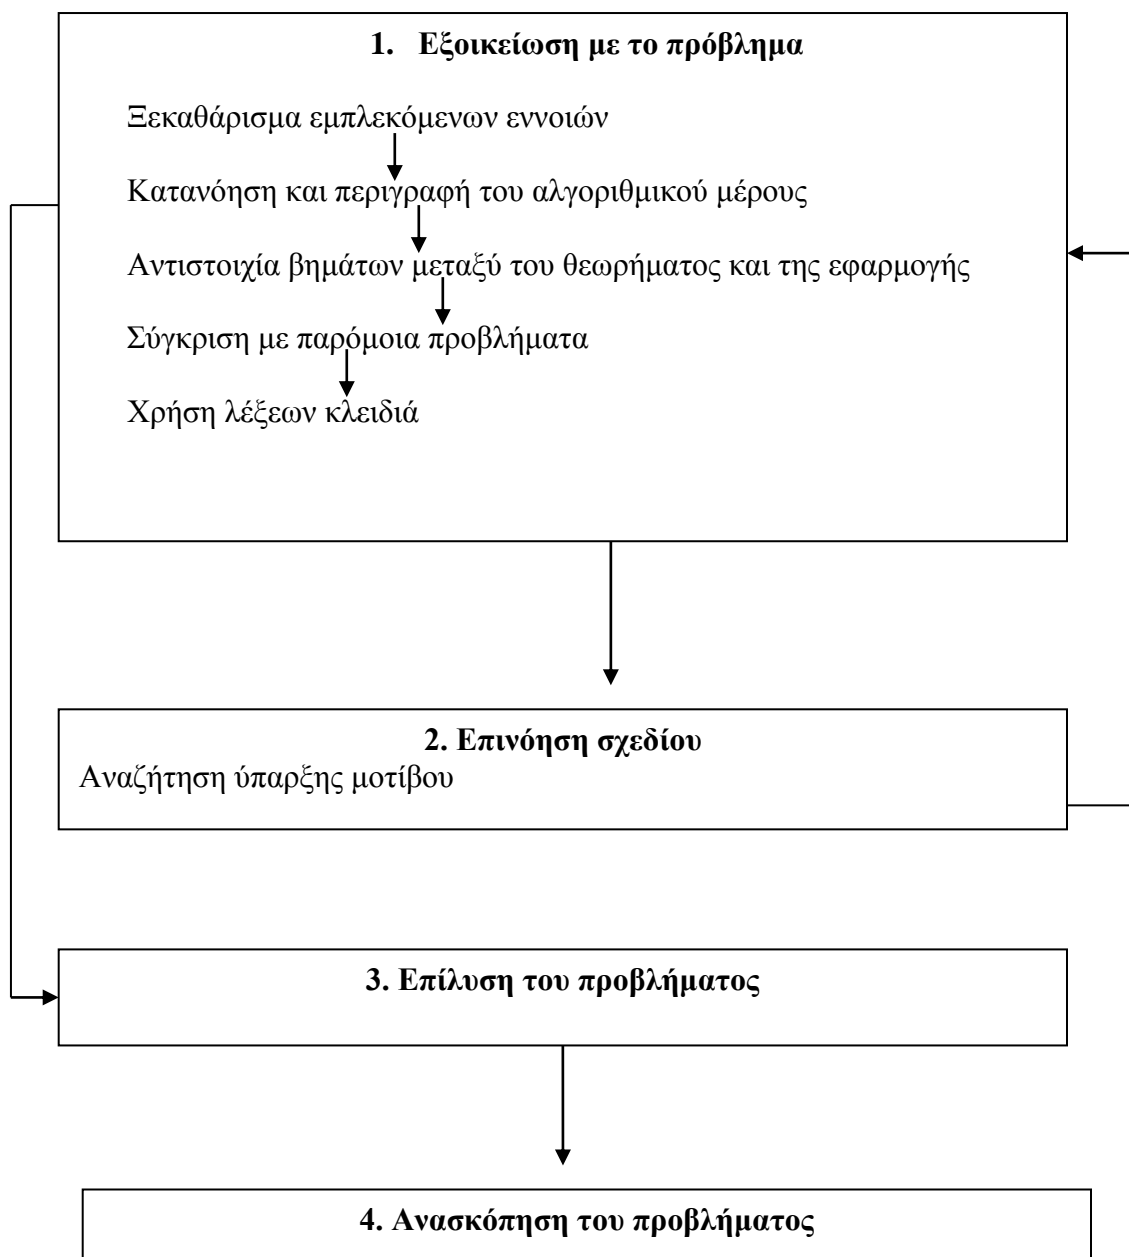 1. Εξοικείωση με το πρόβλημα
Ξεκαθάρισμα εμπλεκόμενων εννοιών
Κατανόηση και περιγραφή του αλγοριθμικού μέρους
Αντιστοιχία βημάτων μεταξύ του θεωρήματος και της εφαρμογής
Σύγκριση με παρόμοια προβλήματα
Χρήση λέξεων κλειδιά
2. Επινόηση σχεδίου
Αναζήτηση ύπαρξης μοτίβου
3. Επίλυση του προβλήματος
4. Ανασκόπηση του προβλήματος